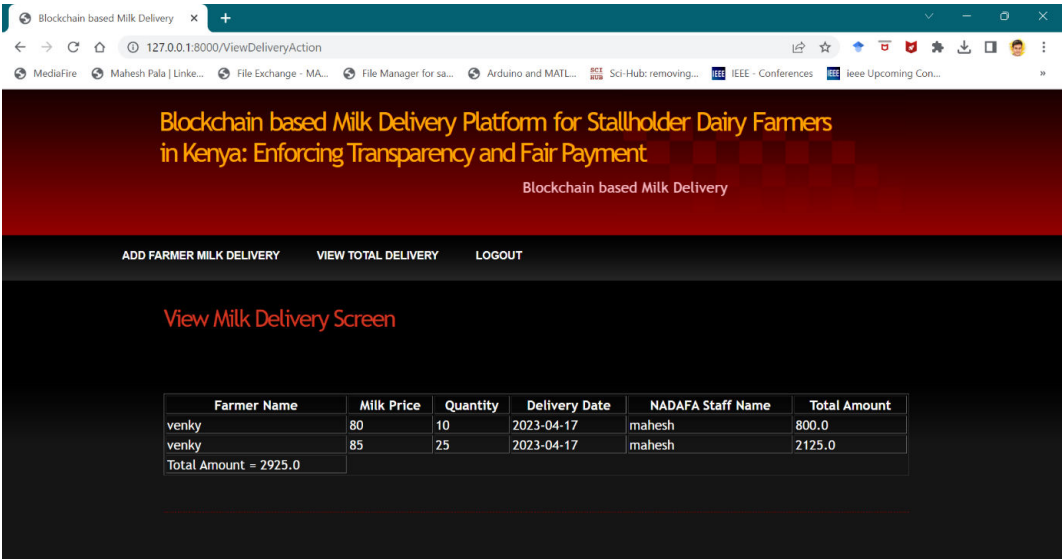 Blockchain based Milk Delivery
127.0.0.1:8000/ViewDeliveryAction
MediaFire Mahesh Pala | Linke... File Exchange - MA... File Manager for sa... Arduino and MATL... SCI HUB Sci-Hub: removing... IEEE IEEE - Conferences IEEE ieee Upcoming Con... »
Blockchain based Milk Delivery Platform for Stallholder Dairy Farmers
in Kenya: Enforcing Transparency and Fair Payment
Blockchain based Milk Delivery
ADD FARMER MILK DELIVERY VIEW TOTAL DELIVERY LOGOUT
View Milk Delivery Screen
Farmer Name Milk Price Quantity Delivery Date NADAFA Staff Name Total Amount
venky 80 10 2023-04-17 mahesh 800.0
venky 85 25 2023-04-17 mahesh 2125.0
Total Amount = 2925.0